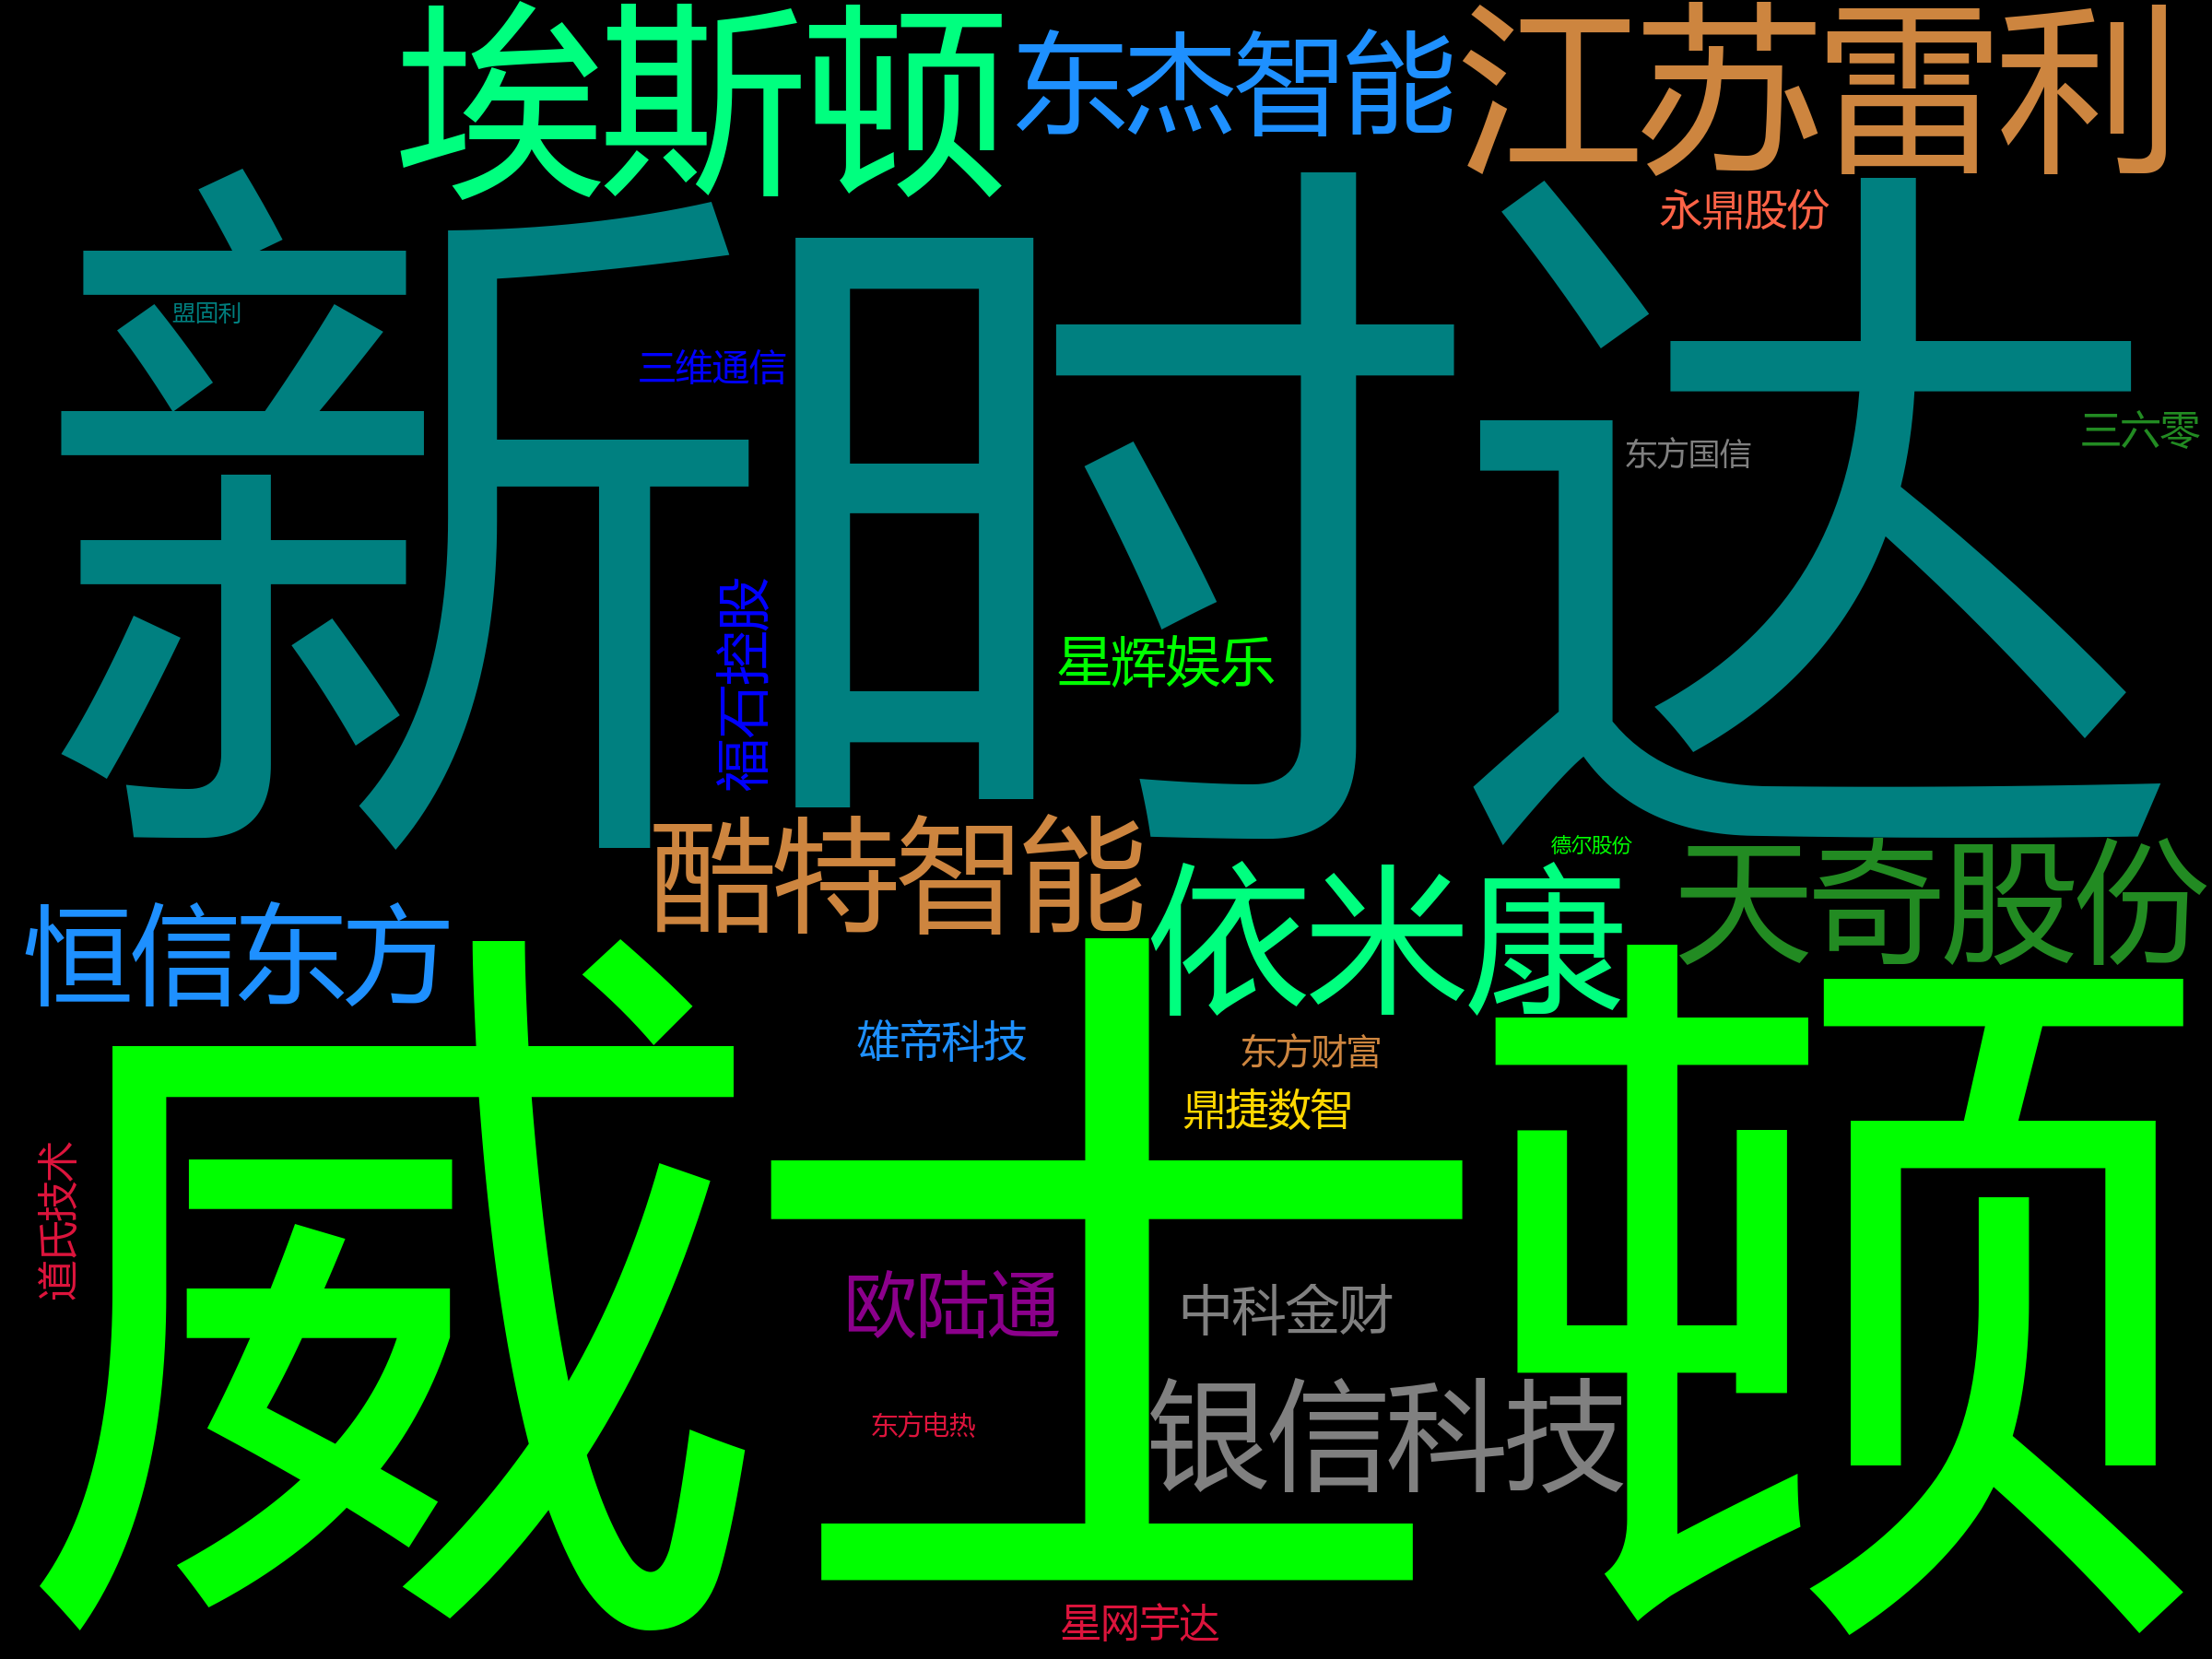 埃斯顿
东杰智能
江苏雷利
永鼎股份
新时达
盟固利
三维通信
三六零
东方国信
福石控股
星辉娱乐
酷特智能
德尔股份
天奇股份
依米康
恒信东方
威士顿
雄帝科技
东方财富
鼎捷数智
道氏技术
欧陆通
中科金财
银信科技
东方电热
星网宇达